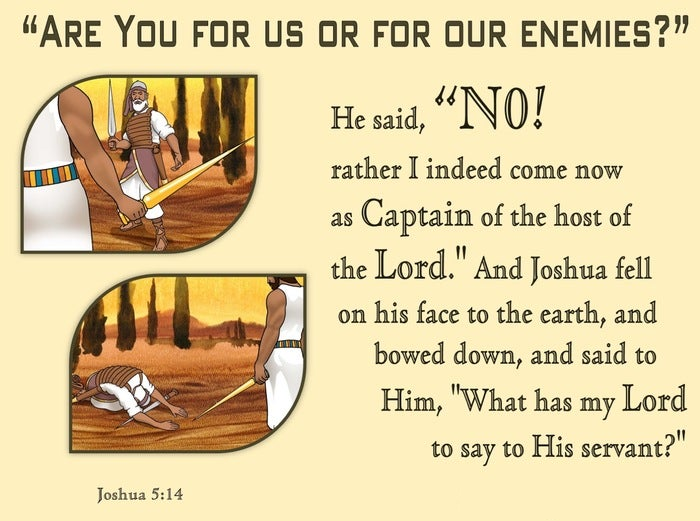 “ARE YOU FOR US OR FOR OUR ENEMIES?”
He said, “NO!
rather I indeed come now
as Captain of the host of
the Lord." And Joshua fell
on his face to the earth, and
bowed down, and said to
Him, "What has my Lord
to say to His servant?"
Joshua 5:14